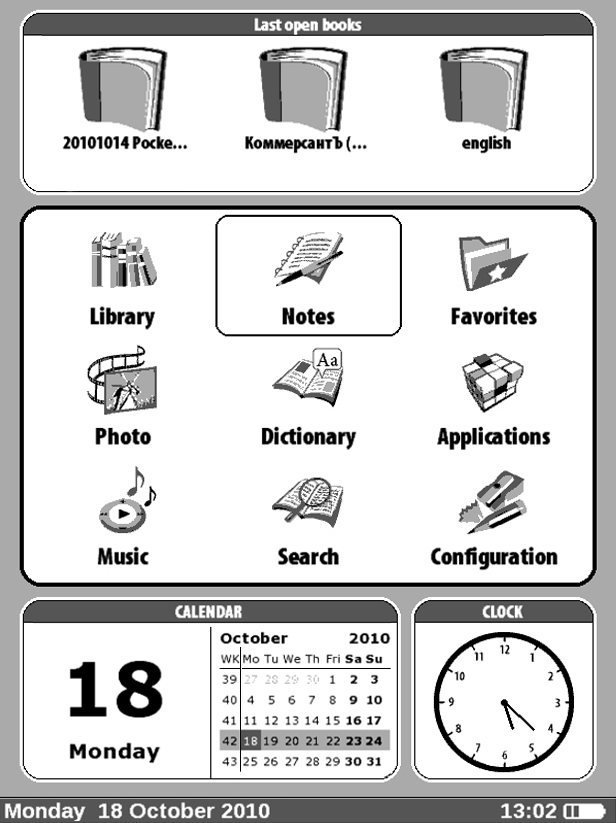 Last open books
20101014 Pocke...
КоммерсантЪ (...
english
Library
Notes
Favorites
Photo
Aa
Dictionary
Applications
Music
Search
Configuration
CALENDAR
18
Monday
October 2010
WK Mo Tu We Th Fri Sa Su
39 27 28 29 30 1 2 3
40 4 5 6 7 8 9 10
41 11 12 13 14 15 16 17
42 18 19 20 21 22 23 24
43 25 26 27 28 29 30 31
CLOCK
12
1
2
3
4
5
6
7
8
9
10
11
Monday 18 October 2010 13:02